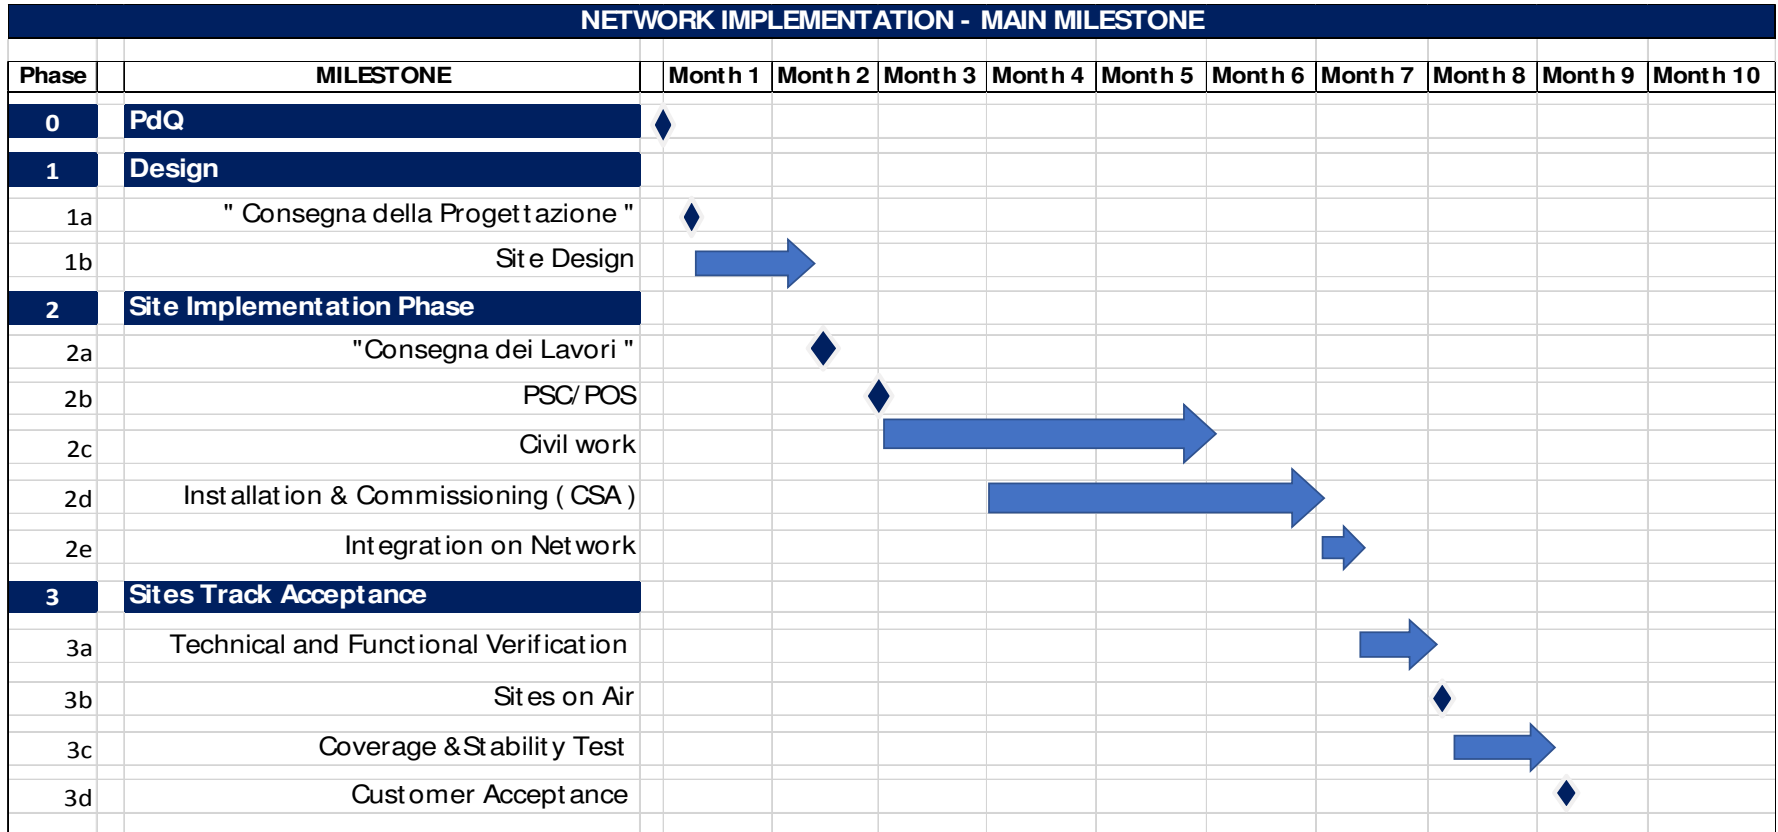 NETWORK IMPLEMENTATION - MAIN MILESTONE
Phase MILESTONE Month 1 Month 2 Month 3 Month 4 Month 5 Month 6 Month 7 Month 8 Month 9 Month 10
0 PdQ
1 Design
1a " Consegna della Progettazione "
1b Site Design
2 Site Implementation Phase
2a "Consegna dei Lavori "
2b PSC/POS
2c Civil work
2d Installation & Commissioning ( CSA )
2e Integration on Network
3 Sites Track Acceptance
3a Technical and Functional Verification
3b Sites on Air
3c Coverage &Stability Test
3d Customer Acceptance